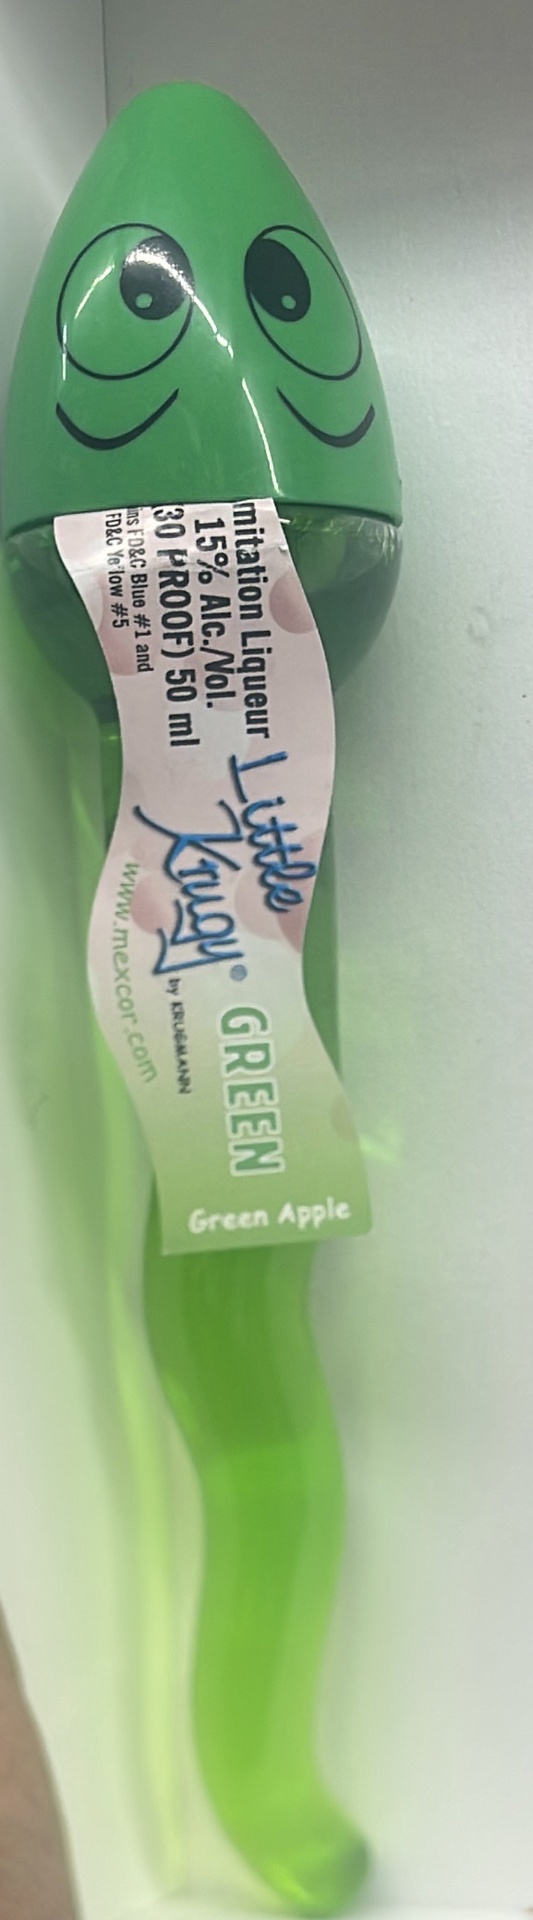 mitation Liqueur
15% Alc./Vol.
30 PROOF) 50 ml
ins FD&C Blue #1 and
FD&C Yellow #5
Little
Krugy®
by KRUGMANN
www.mexcor.com
GREEN
Green Apple